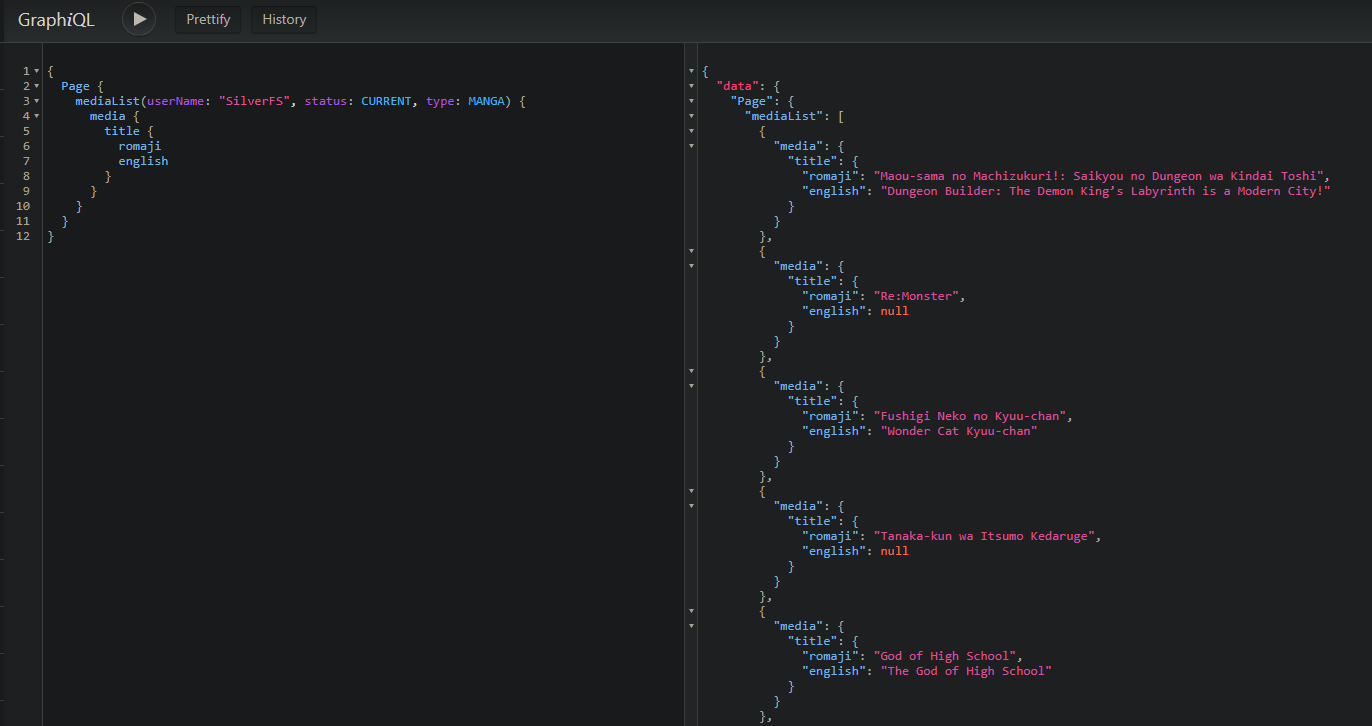 GraphiQL
Prettify
History
1 {
2 Page {
3 mediaList(userName: "SilverFS", status: CURRENT, type: MANGA) {
4 media {
5 title {
6 romaji
7 english
8 }
9 }
10 }
11 }
12 }
{
"data": {
"Page": {
"mediaList": [
{
"media": {
"title": {
"romaji": "Maou-sama no Machizukuri!: Saikyou no Dungeon wa Kindai Toshi",
"english": "Dungeon Builder: The Demon King’s Labyrinth is a Modern City!"
}
}
},
{
"media": {
"title": {
"romaji": "Re:Monster",
"english": null
}
}
},
{
"media": {
"title": {
"romaji": "Fushigi Neko no Kyuu-chan",
"english": "Wonder Cat Kyuu-chan"
}
}
},
{
"media": {
"title": {
"romaji": "Tanaka-kun wa Itsumo Kedaruge",
"english": null
}
}
},
{
"media": {
"title": {
"romaji": "God of High School",
"english": "The God of High School"
}
}
},